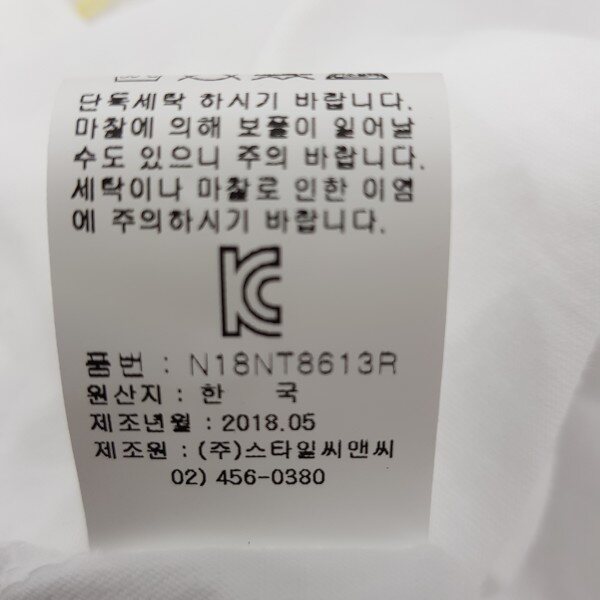 단독세탁 하시기 바랍니다.
마찰에 의해 보풀이 일어날
수도 있으니 주의 바랍니다.
세탁이나 마찰로 인한 이염
에 주의하시기 바랍니다.
KC
품번 : N18NT8613R
원산지 : 한 국
제조년월 : 2018.05
제조원 : (주)스타일씨앤씨
02) 456-0380